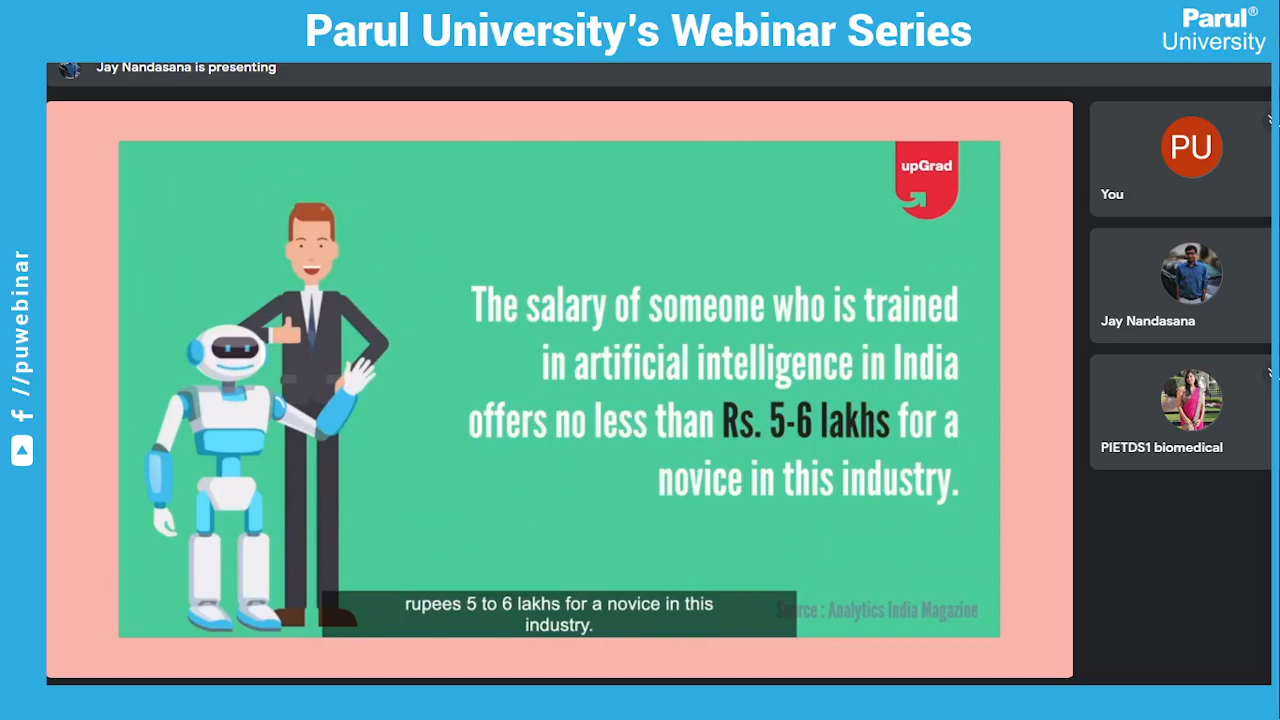 Parul University's Webinar Series
Parul®
University
Jay Nandasana is presenting
upGrad
The salary of someone who is trained
in artificial intelligence in India
offers no less than Rs. 5-6 lakhs for a
novice in this industry.
rupees 5 to 6 lakhs for a novice in this
industry.
Source : Analytics India Magazine
PU
You
Jay Nandasana
PIETDS1 biomedical
//puwebinar